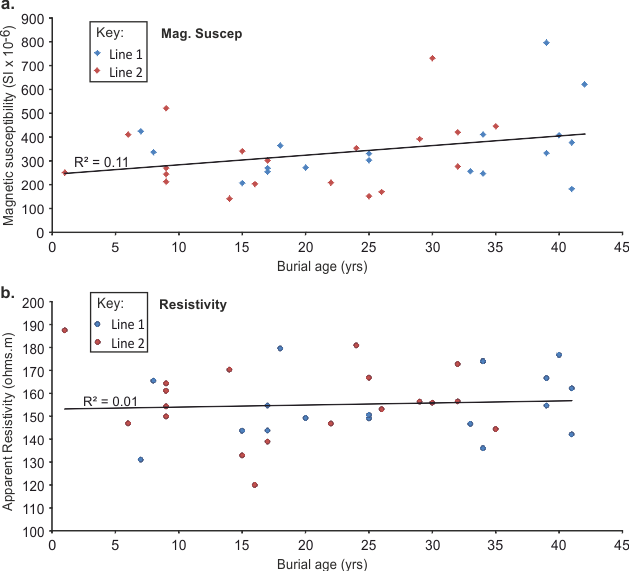 a.
Magnetic susceptibility (SI x 10⁻⁶)
900
800
700
600
500
400
300
200
100
0
Key:
Line 1
Line 2
Mag. Suscep
R² = 0.11
0 5 10 15 20 25 30 35 40 45
Burial age (yrs)
b.
Apparent Resistivity (ohms.m)
200
190
180
170
160
150
140
130
120
110
100
Key:
Line 1
Line 2
Resistivity
R² = 0.01
0 5 10 15 20 25 30 35 40 45
Burial age (yrs)